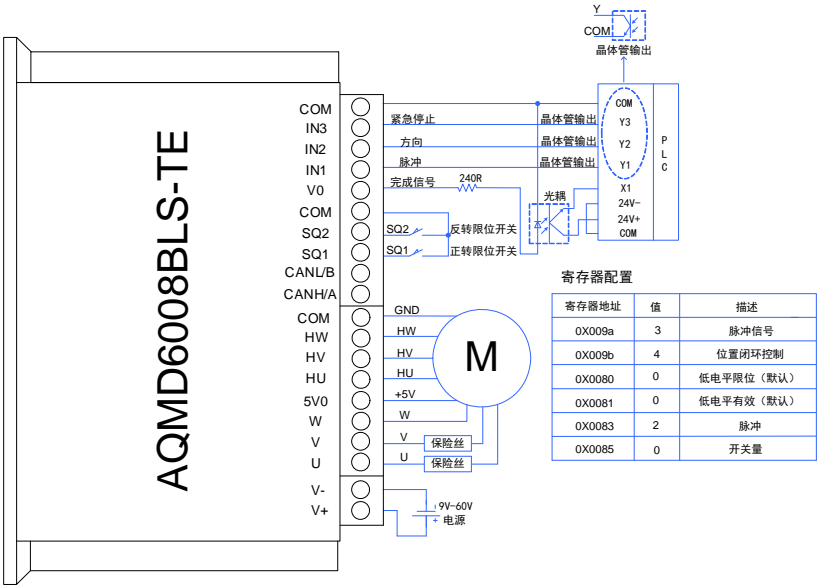 AQMD6008BLS-TE
COM
IN3
IN2
IN1
V0
COM
SQ2
SQ1
CANL/B
CANH/A
COM
HW
HV
HU
5V0
W
V
U
V-
V+
紧急停止
方向
脉冲
完成信号
240R
SQ2
反转限位开关
SQ1
正转限位开关
晶体管输出
晶体管输出
晶体管输出
光耦
Y
COM
晶体管输出
COM
Y3
Y2
Y1
X1
24V-
24V+
COM
PLC
GND
HW
HV
HU
+5V
W
V
保险丝
U
保险丝
M
+
9V-60V
+ 电源
寄存器配置
寄存器地址 值 描述
0X009a 3 脉冲信号
0X009b 4 位置闭环控制
0X0080 0 低电平限位（默认）
0X0081 0 低电平有效（默认）
0X0083 2 脉冲
0X0085 0 开关量